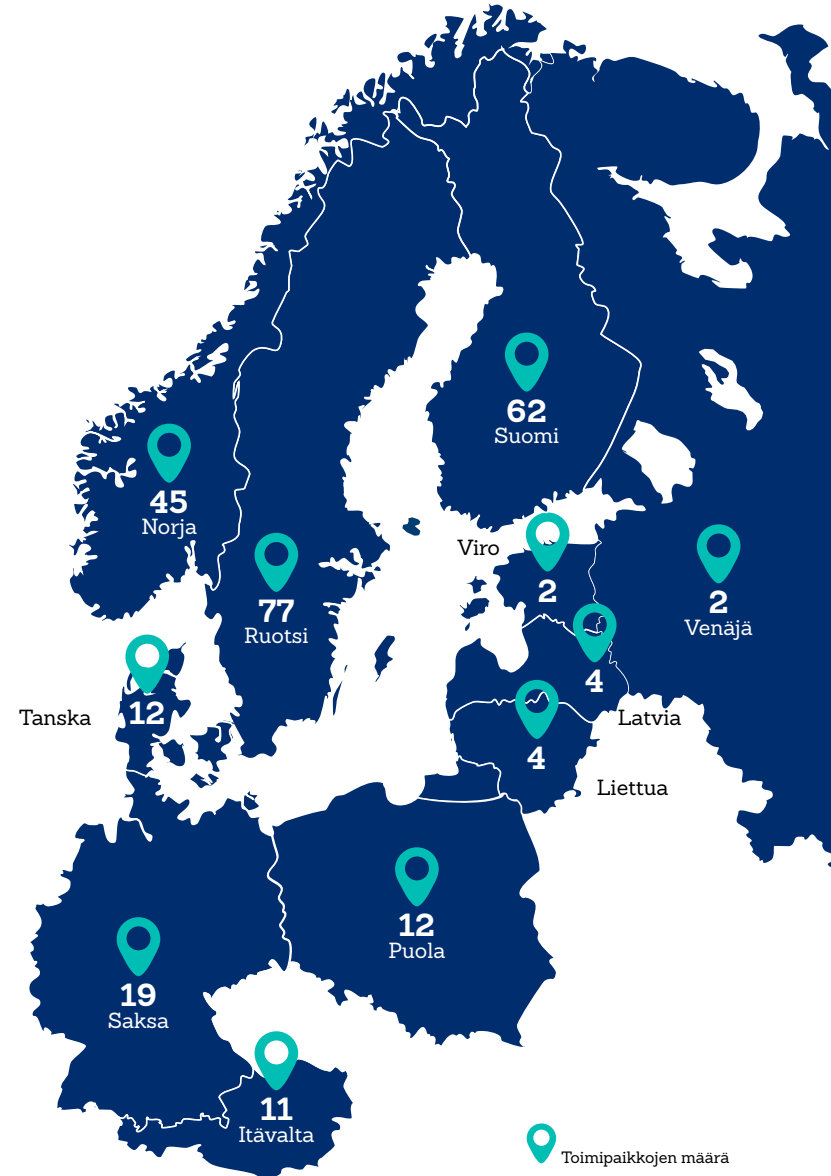 62
Suomi
45
Norja
Viro
2
2
Venäjä
77
Ruotsi
4
Latvia
Tanska
12
4
Liettua
12
Puola
19
Saksa
11
Itävalta
Toimipaikkojen määrä